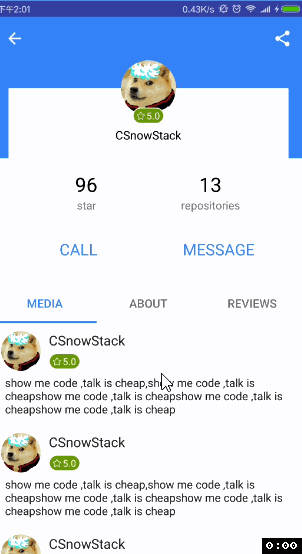 下午2:01 0.43K/s
☆ 5.0
CSnowStack
96 13
star repositories
CALL MESSAGE
MEDIA ABOUT REVIEWS
CSnowStack
☆ 5.0
show me code ,talk is cheap,show me code ,talk is
cheapshow me code ,talk is cheapshow me code ,talk is
cheapshow me code ,talk is cheap
CSnowStack
☆ 5.0
show me code ,talk is cheap,show me code ,talk is
cheapshow me code ,talk is cheapshow me code ,talk is
cheapshow me code ,talk is cheap
CSnowStack
0:00